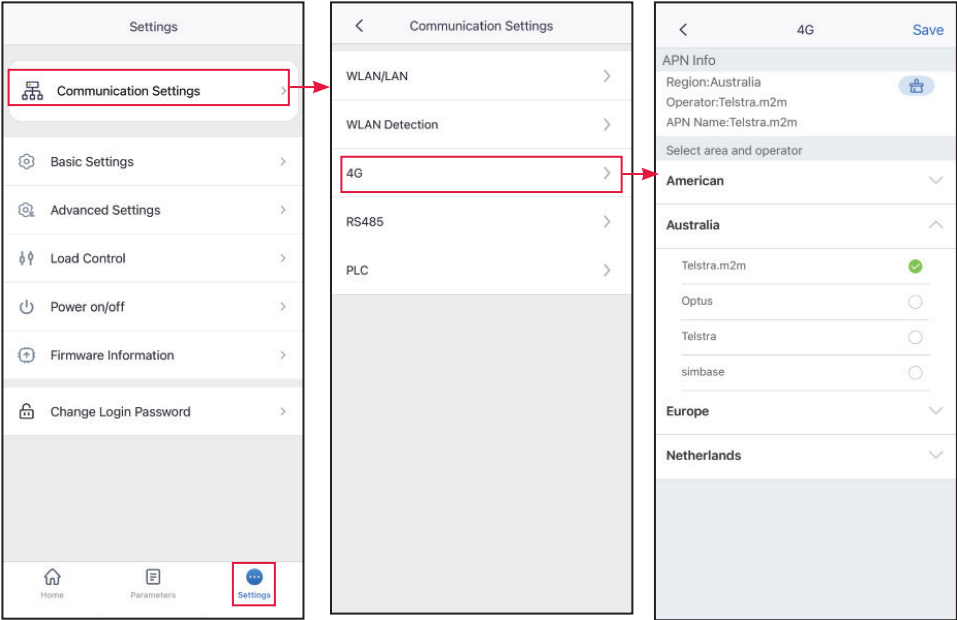 Settings
Communication Settings
Basic Settings
Advanced Settings
Load Control
Power on/off
Firmware Information
Change Login Password
Home
Parameters
Settings
Communication Settings
WLAN/LAN
WLAN Detection
4G
RS485
PLC
4G
Save
APN Info
Region:Australia
Operator:Telstra.m2m
APN Name:Telstra.m2m
Select area and operator
American
Australia
Telstra.m2m
Optus
Telstra
simbase
Europe
Netherlands